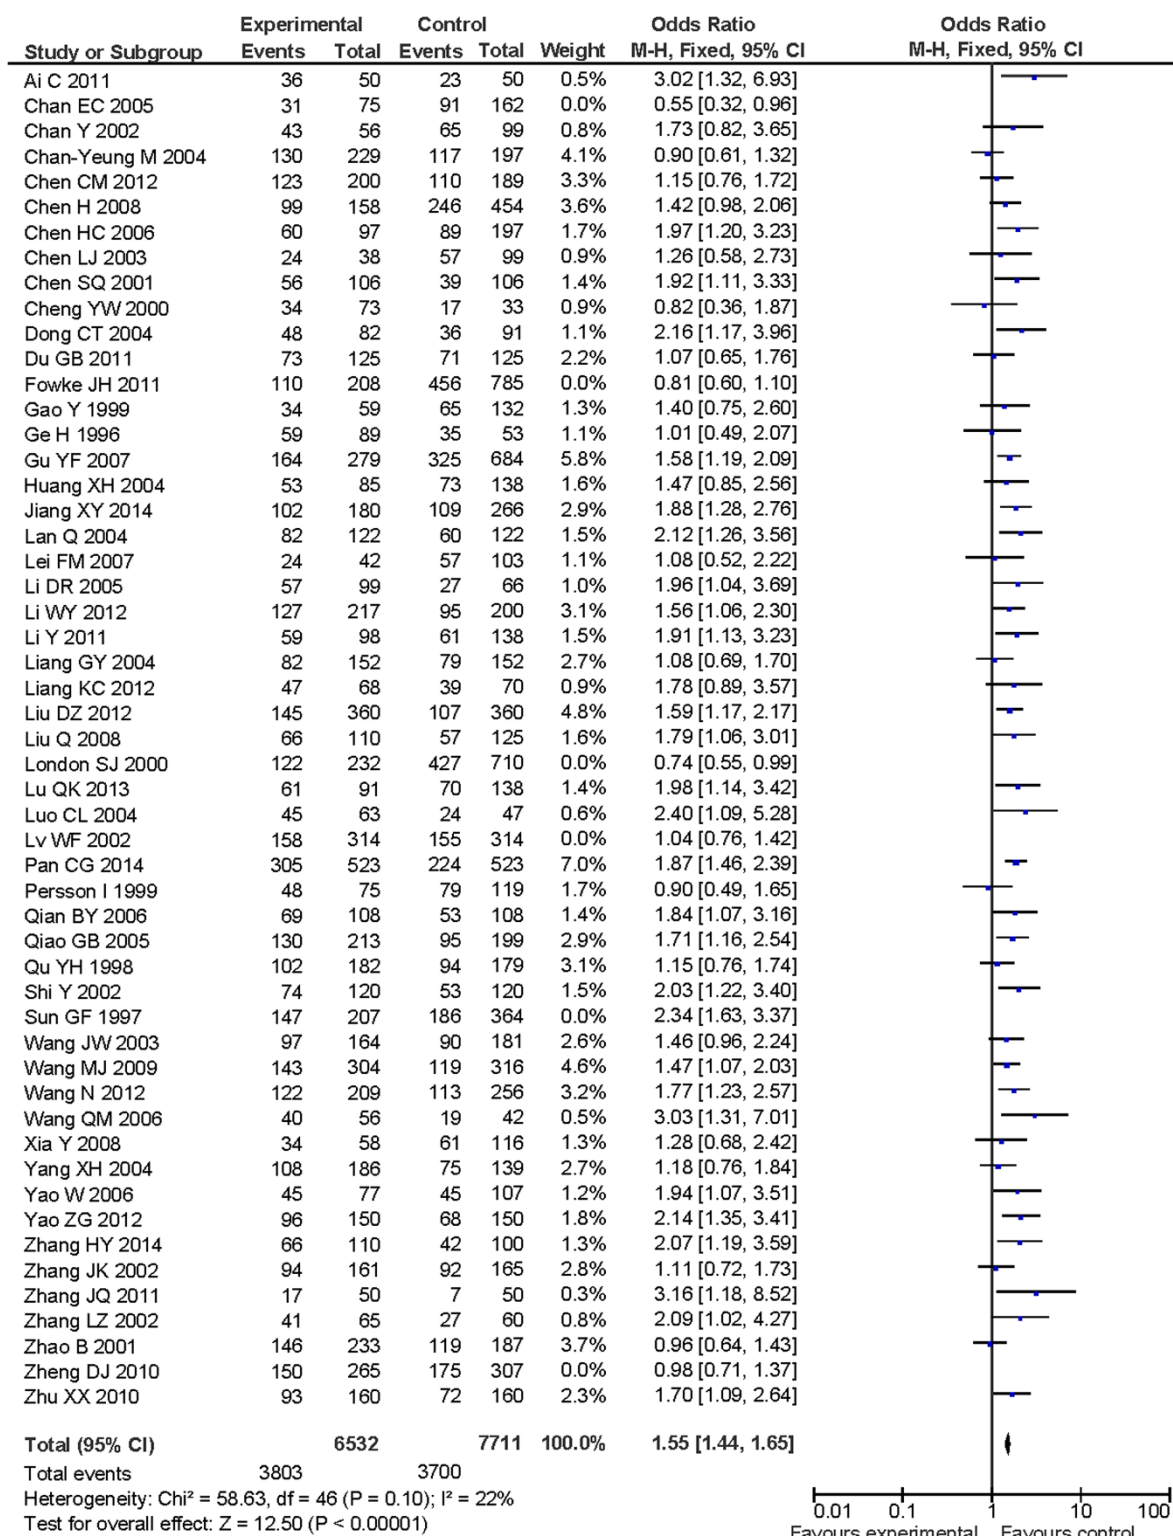 Experimental Control Odds Ratio Odds Ratio
Study or Subgroup Events Total Events Total Weight M-H, Fixed, 95% CI M-H, Fixed, 95% CI
Ai C 2011 36 50 23 50 0.5% 3.02 [1.32, 6.93]
Chan EC 2005 31 75 91 162 0.0% 0.55 [0.32, 0.96]
Chan Y 2002 43 56 65 99 0.8% 1.73 [0.82, 3.65]
Chan-Yeung M 2004 130 229 117 197 4.1% 0.90 [0.61, 1.32]
Chen CM 2012 123 200 110 189 3.3% 1.15 [0.76, 1.72]
Chen H 2008 99 158 246 454 3.6% 1.42 [0.98, 2.06]
Chen HC 2006 60 97 89 197 1.7% 1.97 [1.20, 3.23]
Chen LJ 2003 24 38 57 99 0.9% 1.26 [0.58, 2.73]
Chen SQ 2001 56 106 39 106 1.4% 1.92 [1.11, 3.33]
Cheng YW 2000 34 73 17 33 0.9% 0.82 [0.36, 1.87]
Dong CT 2004 48 82 36 91 1.1% 2.16 [1.17, 3.96]
Du GB 2011 73 125 71 125 2.2% 1.07 [0.65, 1.76]
Fowke JH 2011 110 208 456 785 0.0% 0.81 [0.60, 1.10]
Gao Y 1999 34 59 65 132 1.3% 1.40 [0.75, 2.60]
Ge H 1996 59 89 35 53 1.1% 1.01 [0.49, 2.07]
Gu YF 2007 164 279 325 684 5.8% 1.58 [1.19, 2.09]
Huang XH 2004 53 85 73 138 1.6% 1.47 [0.85, 2.56]
Jiang XY 2014 102 180 109 266 2.9% 1.88 [1.28, 2.76]
Lan Q 2004 82 122 60 122 1.5% 2.12 [1.26, 3.56]
Lei FM 2007 24 42 57 103 1.1% 1.08 [0.52, 2.22]
Li DR 2005 57 99 27 66 1.0% 1.96 [1.04, 3.69]
Li WY 2012 127 217 95 200 3.1% 1.56 [1.06, 2.30]
Li Y 2011 59 98 61 138 1.5% 1.91 [1.13, 3.23]
Liang GY 2004 82 152 79 152 2.7% 1.08 [0.69, 1.70]
Liang KC 2012 47 68 39 70 0.9% 1.78 [0.89, 3.57]
Liu DZ 2012 145 360 107 360 4.8% 1.59 [1.17, 2.17]
Liu Q 2008 66 110 57 125 1.6% 1.79 [1.06, 3.01]
London SJ 2000 122 232 427 710 0.0% 0.74 [0.55, 0.99]
Lu QK 2013 61 91 70 138 1.4% 1.98 [1.14, 3.42]
Luo CL 2004 45 63 24 47 0.6% 2.40 [1.09, 5.28]
Lv WF 2002 158 314 155 314 0.0% 1.04 [0.76, 1.42]
Pan CG 2014 305 523 224 523 7.0% 1.87 [1.46, 2.39]
Persson I 1999 48 75 79 119 1.7% 0.90 [0.49, 1.65]
Qian BY 2006 69 108 53 108 1.4% 1.84 [1.07, 3.16]
Qiao GB 2005 130 213 95 199 2.9% 1.71 [1.16, 2.54]
Qu YH 1998 102 182 94 179 3.1% 1.15 [0.76, 1.74]
Shi Y 2002 74 120 53 120 1.5% 2.03 [1.22, 3.40]
Sun GF 1997 147 207 186 364 0.0% 2.34 [1.63, 3.37]
Wang JW 2003 97 164 90 181 2.6% 1.46 [0.96, 2.24]
Wang MJ 2009 143 304 119 316 4.6% 1.47 [1.07, 2.03]
Wang N 2012 122 209 113 256 3.2% 1.77 [1.23, 2.57]
Wang QM 2006 40 56 19 42 0.5% 3.03 [1.31, 7.01]
Xia Y 2008 34 58 61 116 1.3% 1.28 [0.68, 2.42]
Yang XH 2004 108 186 75 139 2.7% 1.18 [0.76, 1.84]
Yao W 2006 45 77 45 107 1.2% 1.94 [1.07, 3.51]
Yao ZG 2012 96 150 68 150 1.8% 2.14 [1.35, 3.41]
Zhang HY 2014 66 110 42 100 1.3% 2.07 [1.19, 3.59]
Zhang JK 2002 94 161 92 165 2.8% 1.11 [0.72, 1.73]
Zhang JQ 2011 17 50 7 50 0.3% 3.16 [1.18, 8.52]
Zhang LZ 2002 41 65 27 60 0.8% 2.09 [1.02, 4.27]
Zhao B 2001 146 233 119 187 3.7% 0.96 [0.64, 1.43]
Zheng DJ 2010 150 265 175 307 0.0% 0.98 [0.71, 1.37]
Zhu XX 2010 93 160 72 160 2.3% 1.70 [1.09, 2.64]
Total (95% CI) 6532 7711 100.0% 1.55 [1.44, 1.65]
Total events 3803 3700
Heterogeneity: Chi² = 58.63, df = 46 (P = 0.10); I² = 22%
Test for overall effect: Z = 12.50 (P < 0.00001)
0.01 0.1 1 10 100
Favours experimental Favours control